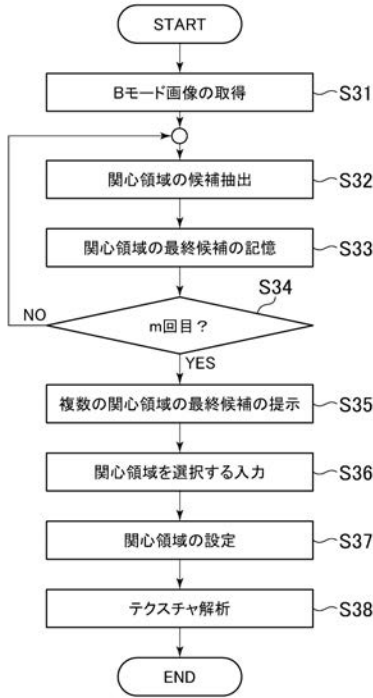 START
Bモード画像の取得
S31
関心領域の候補抽出
S32
関心領域の最終候補の記憶
S33
S34
m回目？
NO
YES
複数の関心領域の最終候補の提示
S35
関心領域を選択する入力
S36
関心領域の設定
S37
テクスチャ解析
S38
END